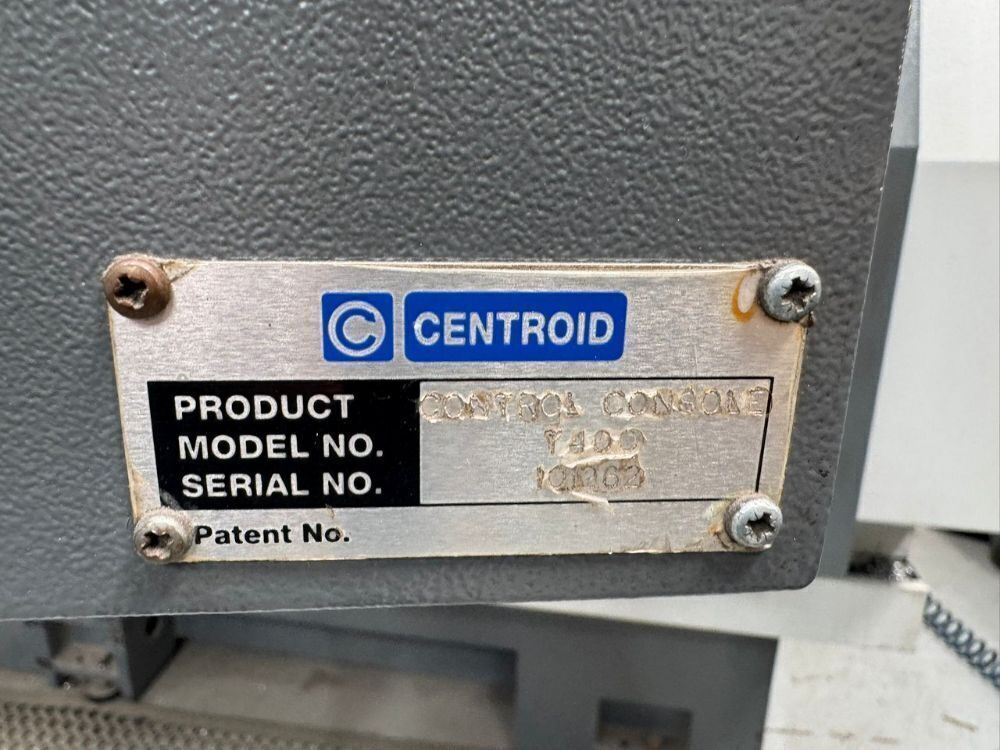 C CENTROID
PRODUCT CONTROL CONSOLE
MODEL NO. T400
SERIAL NO.
Patent No.